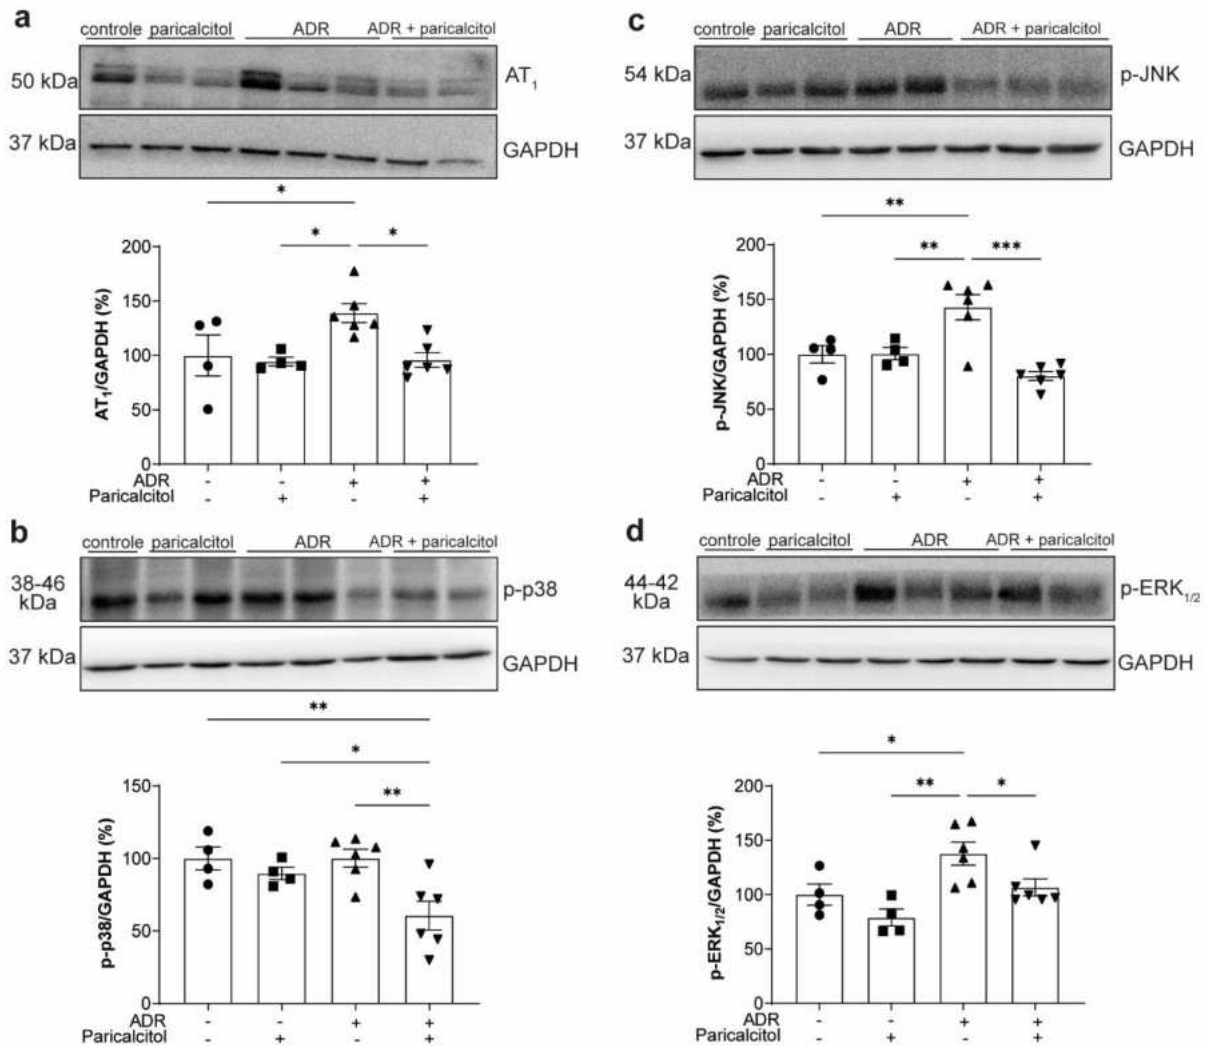 a
controle paricalcitol ADR ADR + paricalcitol
50 kDa AT1
37 kDa GAPDH
*
* *
AT1/GAPDH (%)
200
150
100
50
0
ADR - - + +
Paricalcitol - + - +
b
controle paricalcitol ADR ADR + paricalcitol
38-46 kDa p-p38
37 kDa GAPDH
**
*
**
p-p38/GAPDH (%)
150
100
50
0
ADR - - + +
Paricalcitol - + - +
c
controle paricalcitol ADR ADR + paricalcitol
54 kDa p-JNK
37 kDa GAPDH
**
** ***
p-JNK/GAPDH (%)
200
150
100
50
0
ADR - - + +
Paricalcitol - + - +
d
controle paricalcitol ADR ADR + paricalcitol
44-42 kDa p-ERK1/2
37 kDa GAPDH
*
** *
p-ERK1/2/GAPDH (%)
200
150
100
50
0
ADR - - + +
Paricalcitol - + - +